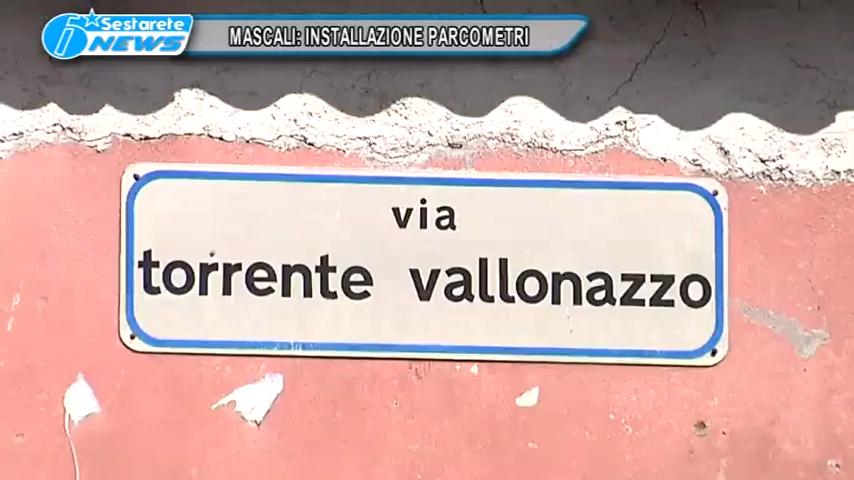 6 Sestarete
NEWS
MASCALI: INSTALLAZIONE PARCOMETRI
via
torrente vallonazzo